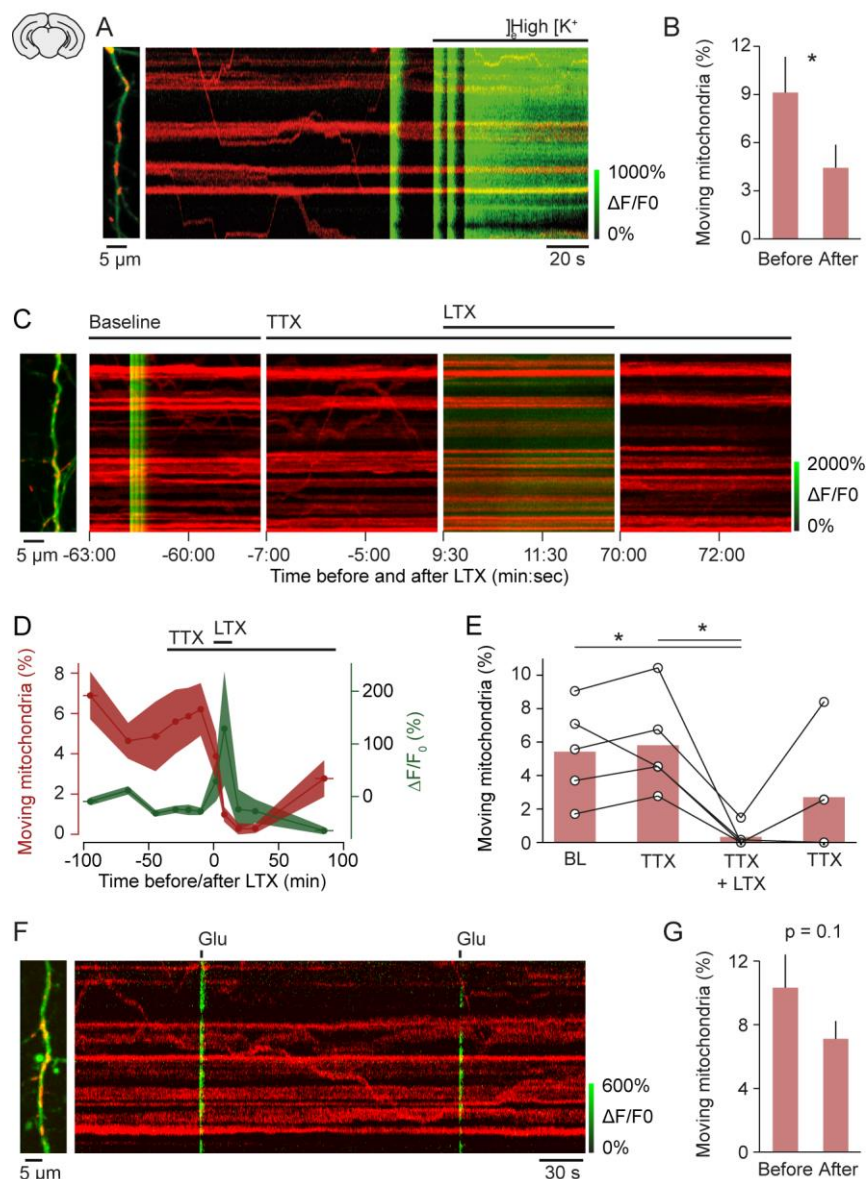 A
]eHigh [K+
1000%
ΔF/F0
0%
5 µm
20 s
B
Moving mitochondria (%)
12
*
9
6
3
0
Before After
C
Baseline
TTX
LTX
2000%
ΔF/F0
0%
5 µm
-63:00
-60:00
-7:00
-5:00
9:30
11:30
70:00
72:00
Time before and after LTX (min:sec)
D
TTX
LTX
Moving mitochondria (%)
8
6
4
2
0
200
100
0
ΔF/F0 (%)
-100
-50
0
50
100
Time before/after LTX (min)
E
*
*
Moving mitochondria (%)
10
8
6
4
2
0
BL
TTX
TTX
+ LTX
TTX
F
Glu
Glu
600%
ΔF/F0
0%
5 µm
30 s
G
p = 0.1
Moving mitochondria (%)
12
8
4
0
Before After